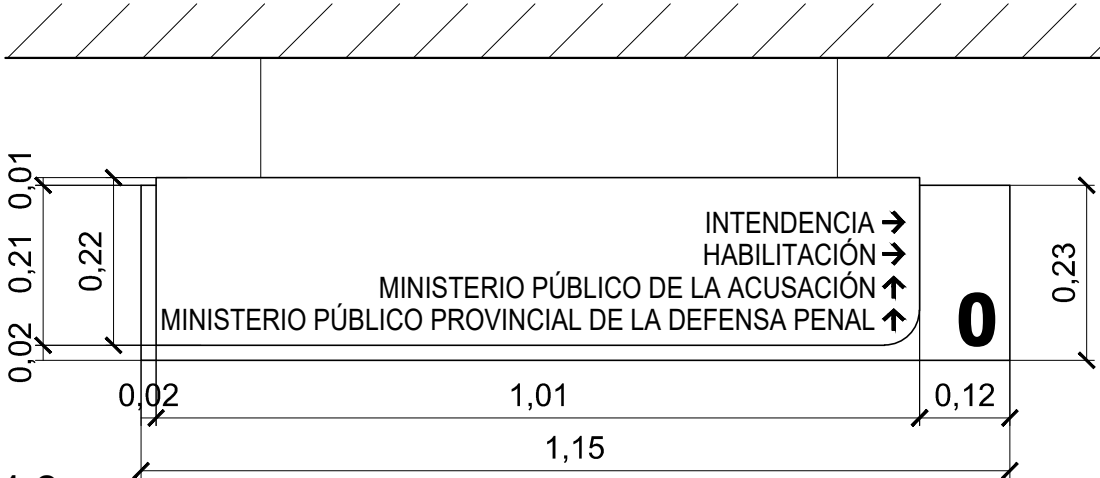 INTENDENCIA →
HABILITACIÓN →
MINISTERIO PÚBLICO DE LA ACUSACIÓN ↑
MINISTERIO PÚBLICO PROVINCIAL DE LA DEFENSA PENAL ↑
0
0,01
0,21
0,22
0,02
0,23
0,02
1,01
0,12
1,15